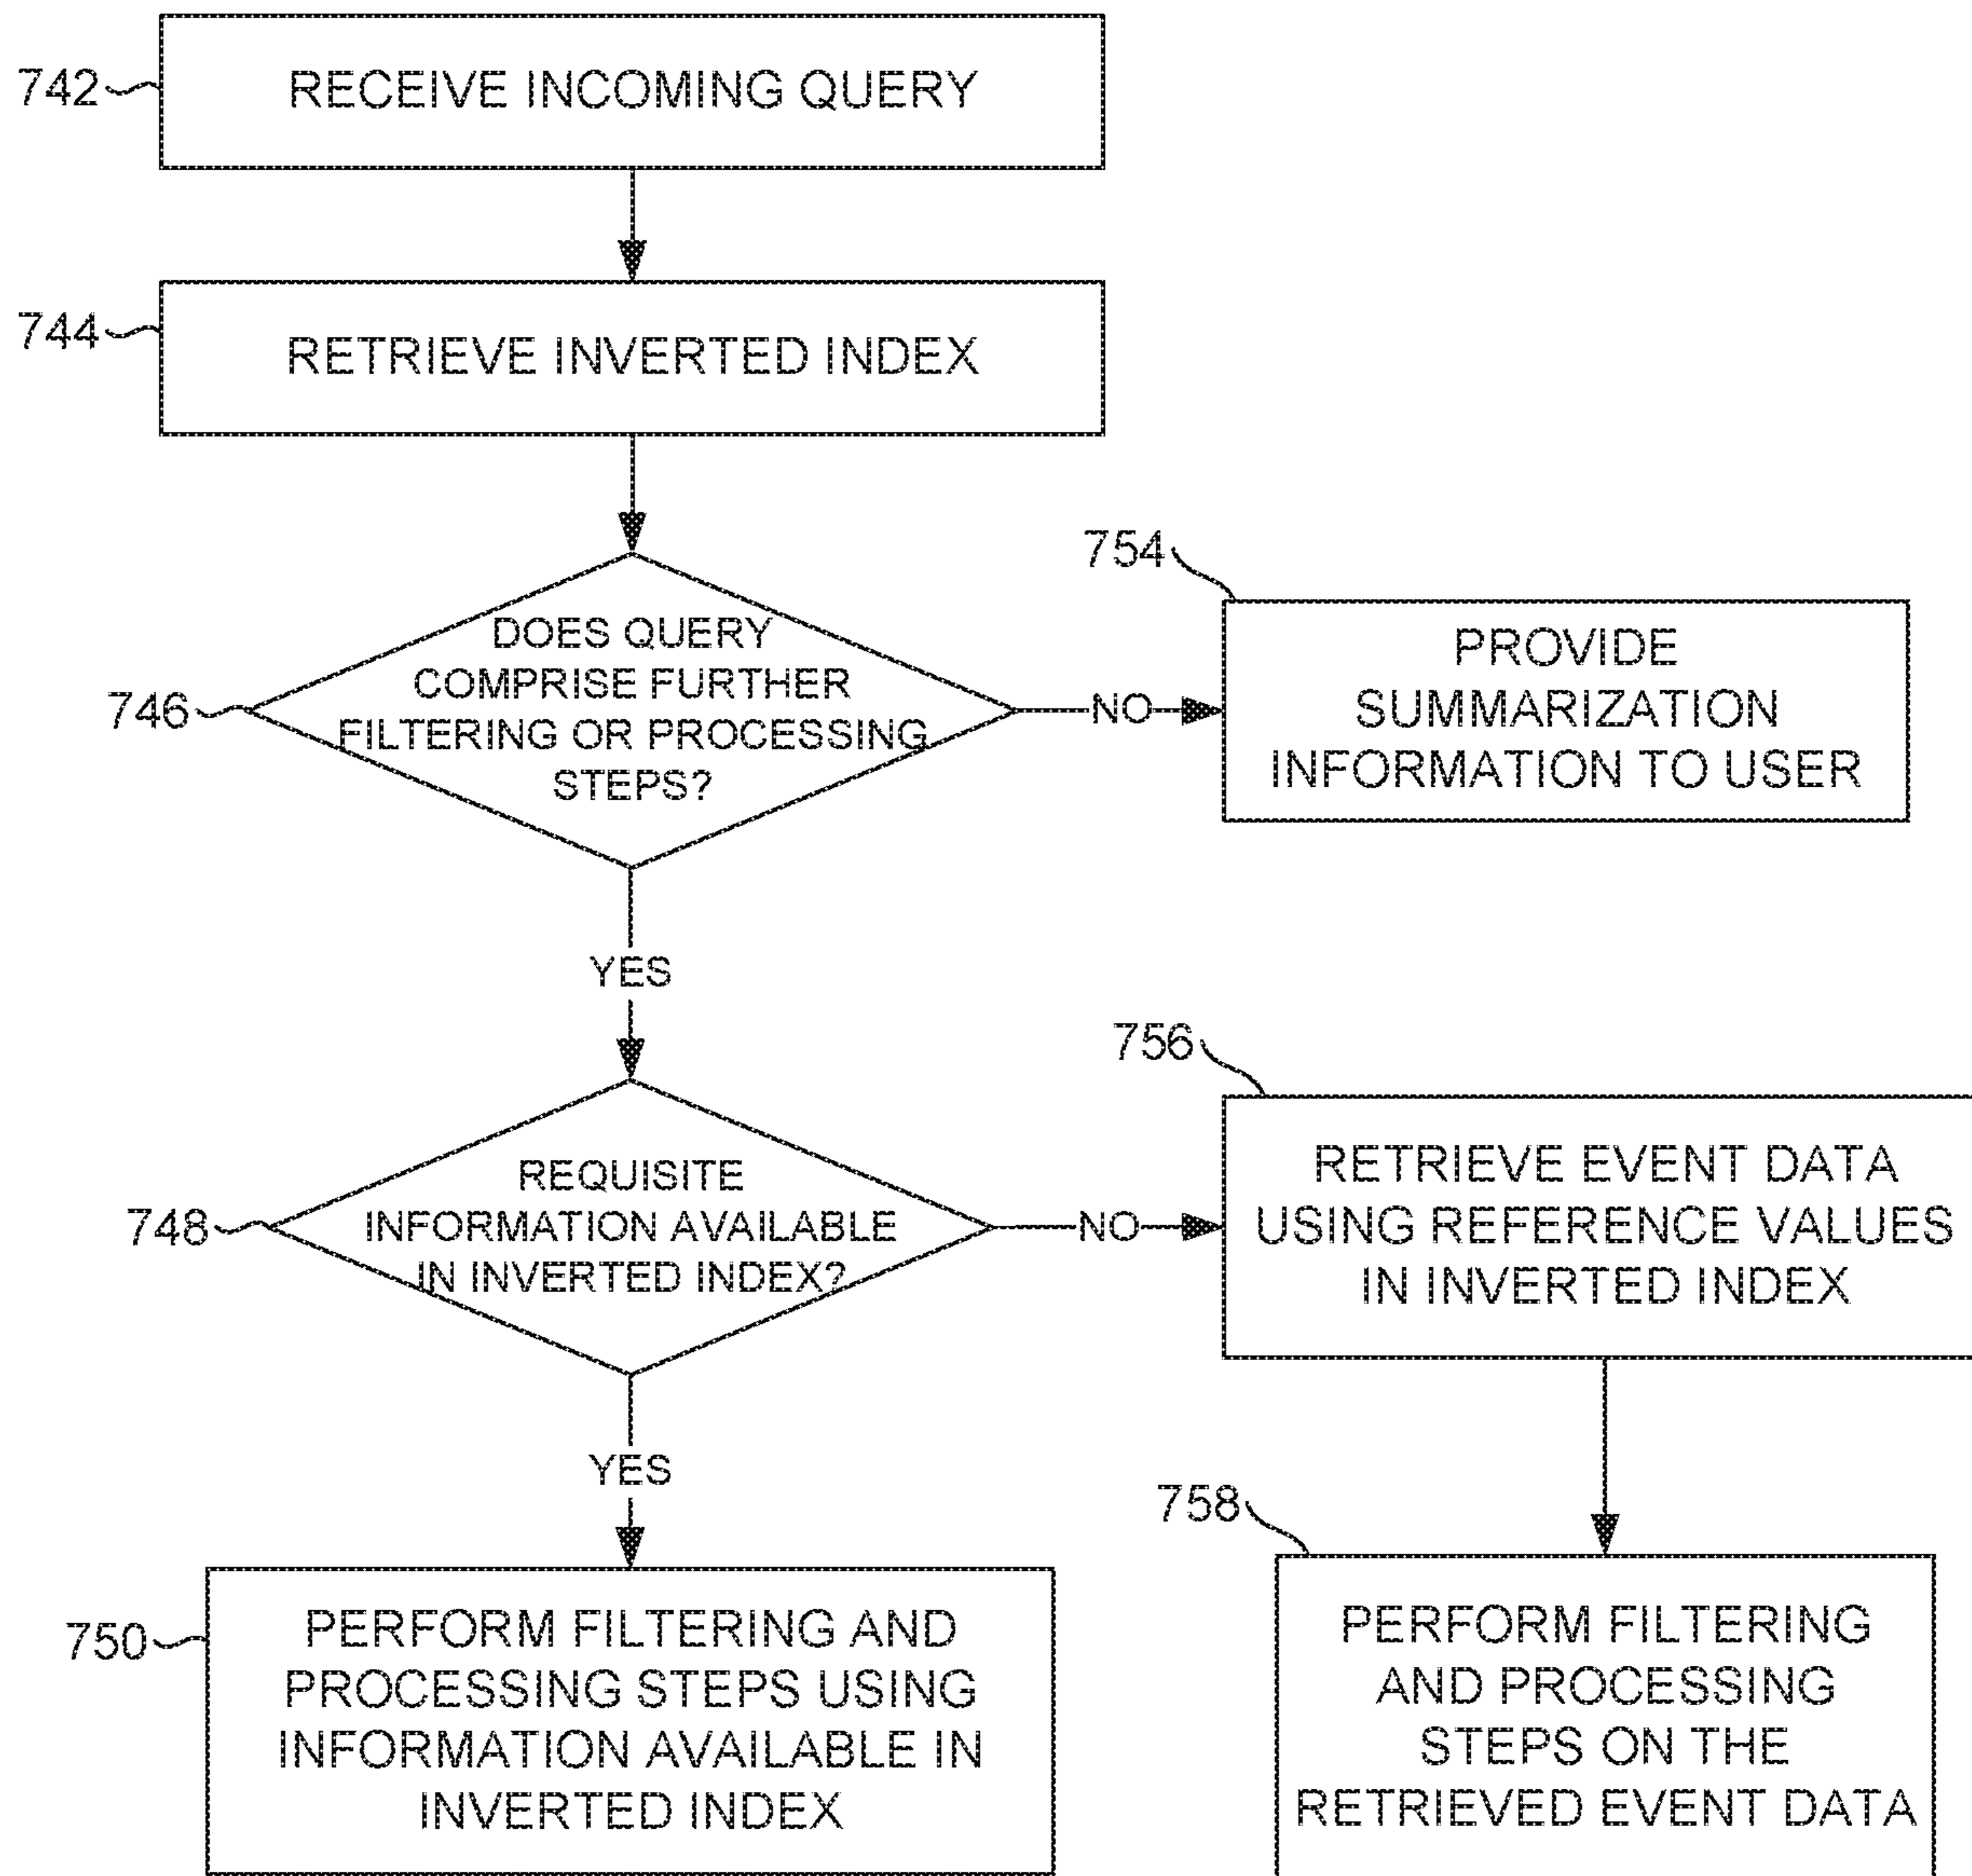 742
RECEIVE INCOMING QUERY
744
RETRIEVE INVERTED INDEX
746
DOES QUERY
COMPRISE FURTHER
FILTERING OR PROCESSING
STEPS?
NO
754
PROVIDE
SUMMARIZATION
INFORMATION TO USER
YES
748
REQUISITE
INFORMATION AVAILABLE
IN INVERTED INDEX?
NO
756
RETRIEVE EVENT DATA
USING REFERENCE VALUES
IN INVERTED INDEX
YES
750
PERFORM FILTERING AND
PROCESSING STEPS USING
INFORMATION AVAILABLE IN
INVERTED INDEX
758
PERFORM FILTERING
AND PROCESSING
STEPS ON THE
RETRIEVED EVENT DATA